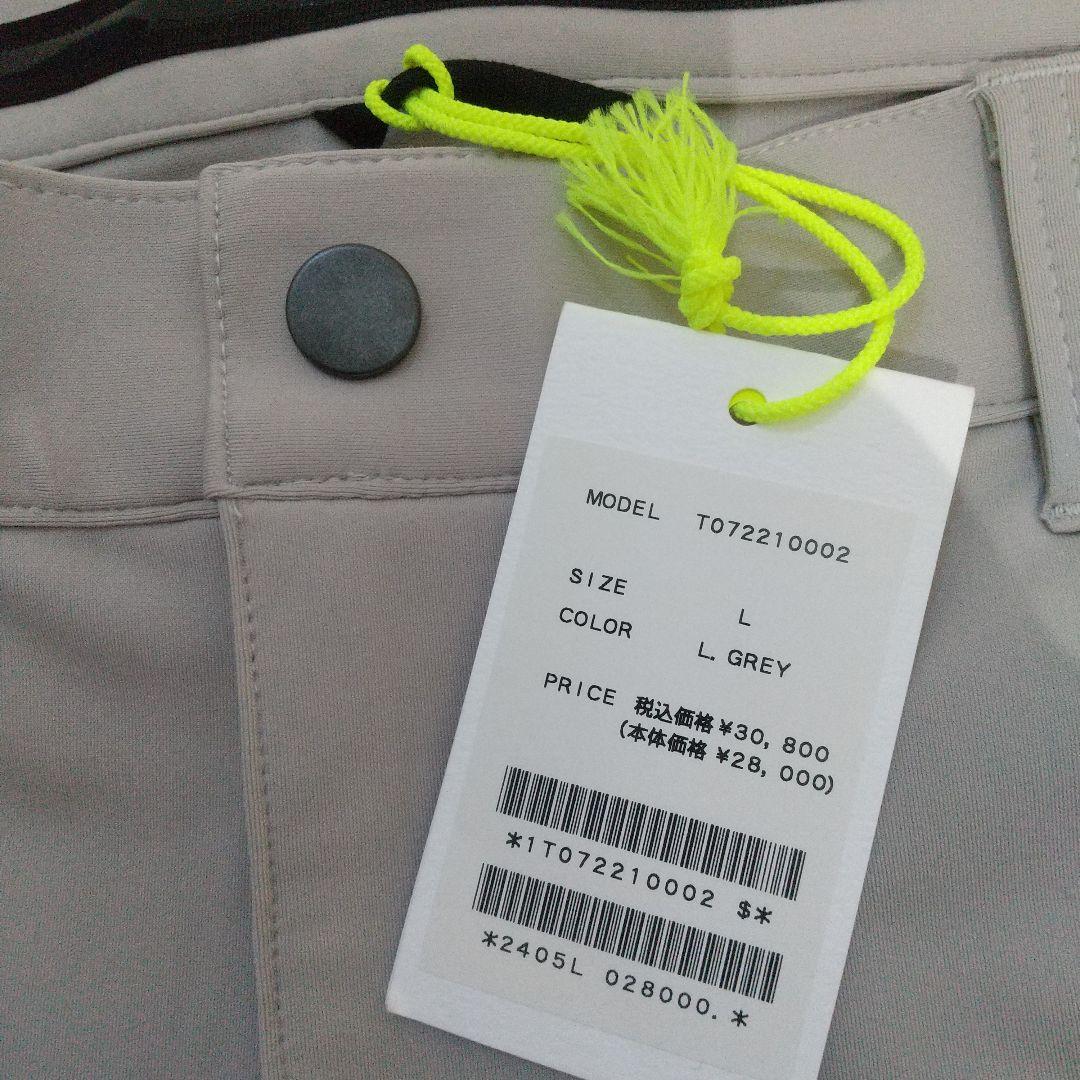 MODEL T072210002
SIZE L
COLOR L. GREY
PRICE 税込価格 ¥30, 800
(本体価格 ¥28, 000)
*1T072210002 $*
*2405L 028000. *